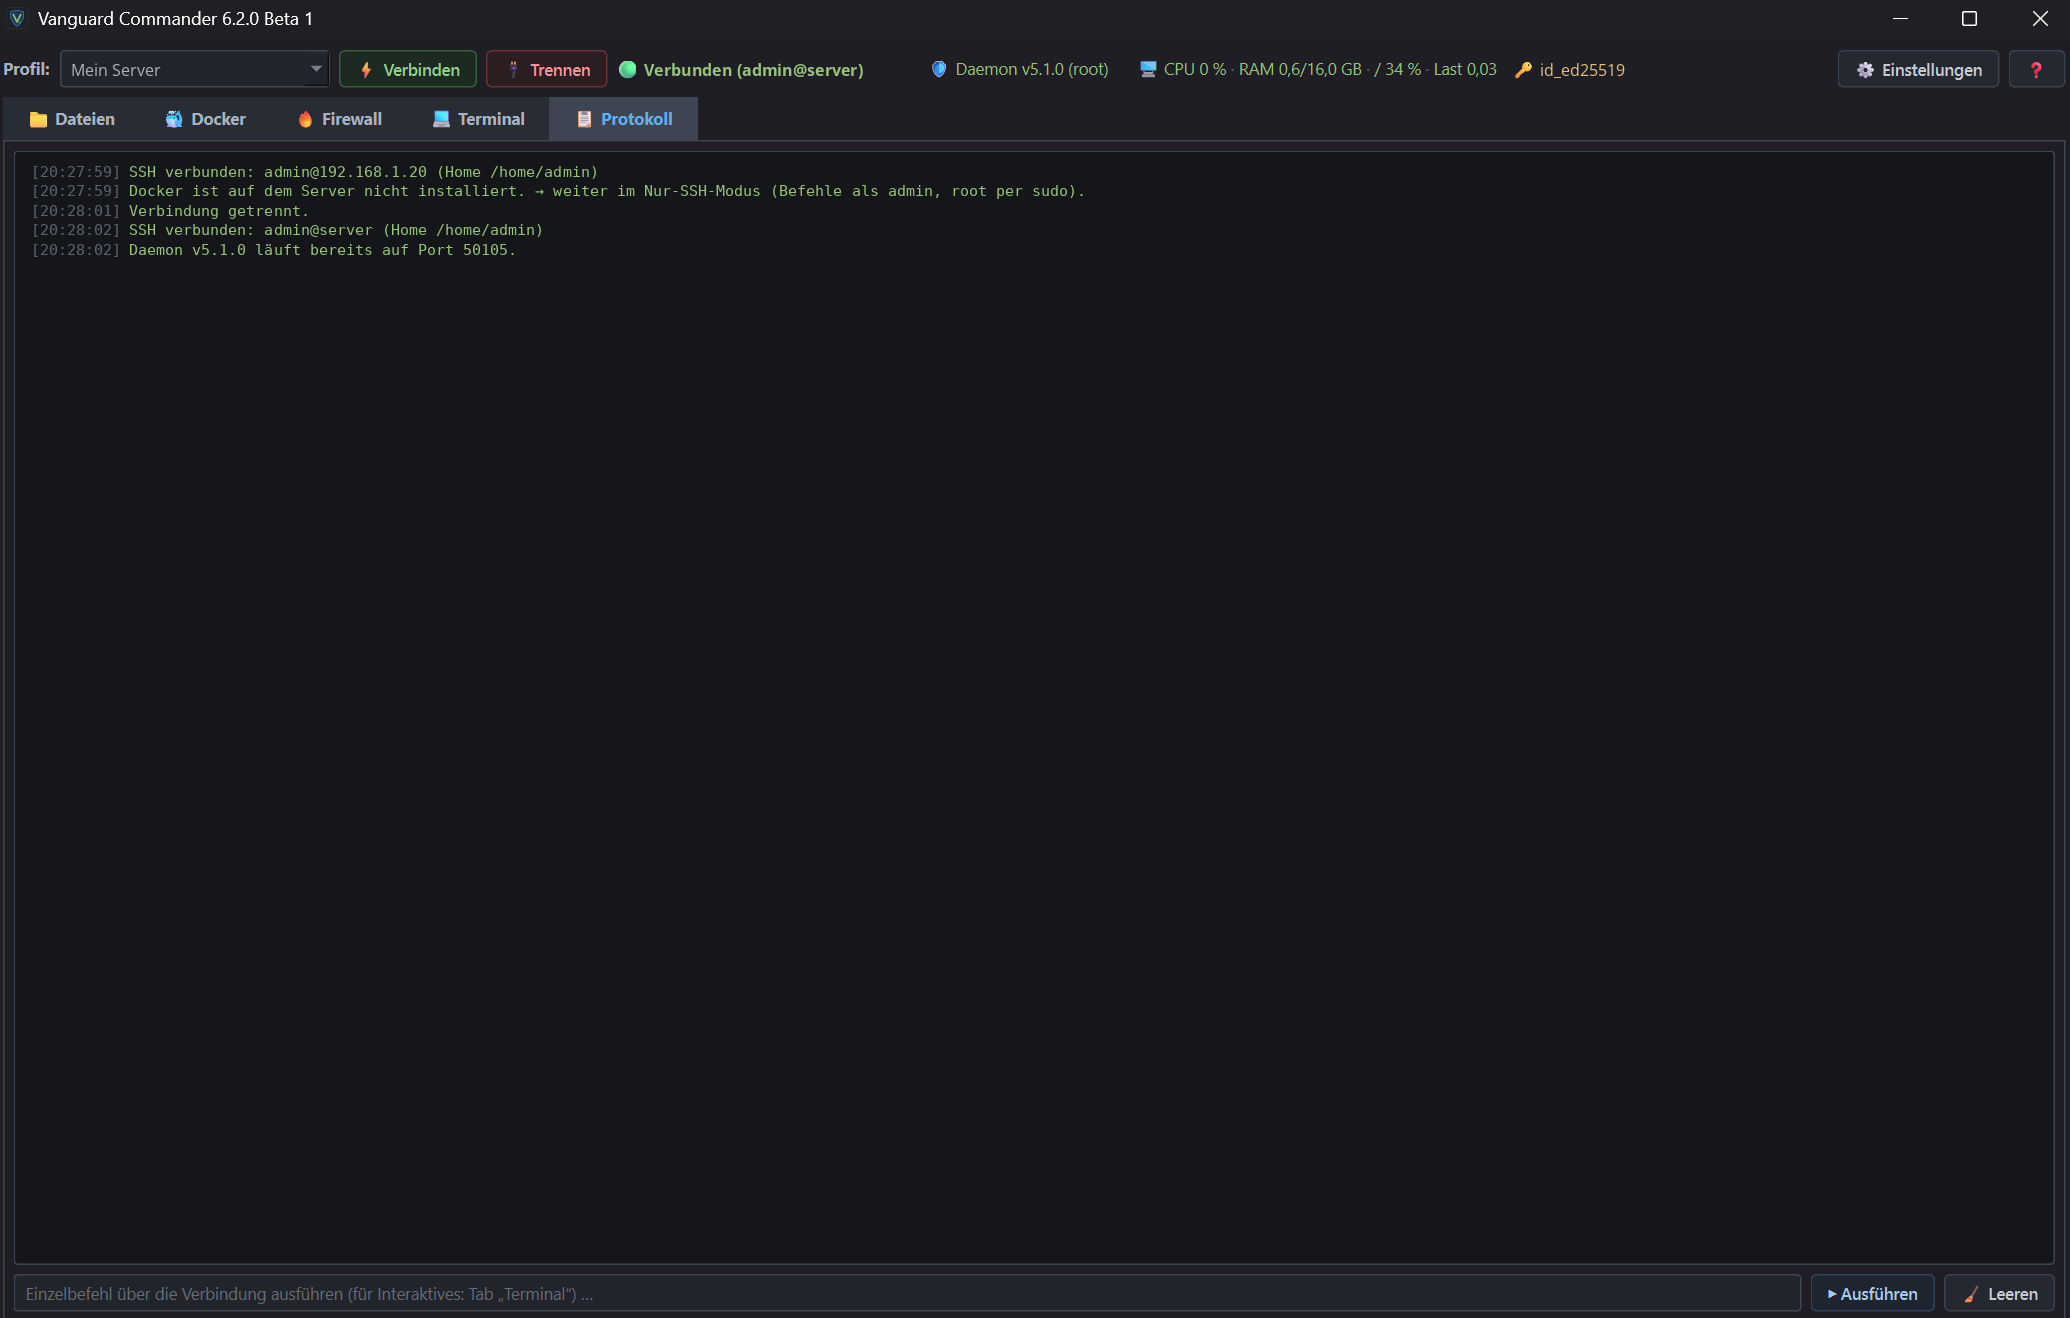 Vanguard Commander 6.2.0 Beta 1
Profil: Mein Server Verbinden Trennen Verbunden (admin@server) Daemon v5.1.0 (root) CPU 0 % · RAM 0,6/16,0 GB · / 34 % · Last 0,03 id_ed25519 Einstellungen ?
Dateien Docker Firewall Terminal Protokoll
[20:27:59] SSH verbunden: admin@192.168.1.20 (Home /home/admin)
[20:27:59] Docker ist auf dem Server nicht installiert. → weiter im Nur-SSH-Modus (Befehle als admin, root per sudo).
[20:28:01] Verbindung getrennt.
[20:28:02] SSH verbunden: admin@server (Home /home/admin)
[20:28:02] Daemon v5.1.0 läuft bereits auf Port 50105.
Einzelbefehl über die Verbindung ausführen (für Interaktives: Tab „Terminal“) ... Ausführen Leeren